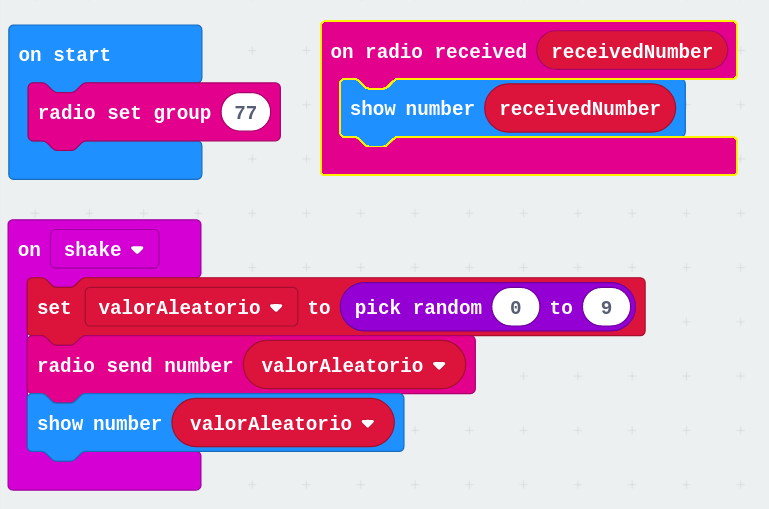 on start
radio set group 77
on radio received receivedNumber
show number receivedNumber
on shake
set valorAleatorio to pick random 0 to 9
radio send number valorAleatorio
show number valorAleatorio